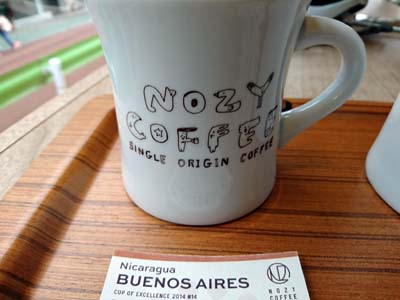 NOZY
COFFEE
SINGLE ORIGIN COFFEE
Nicaragua
BUENOS AIRES
CUP OF EXCELLENCE 2014 #14
NOZY
COFFEE